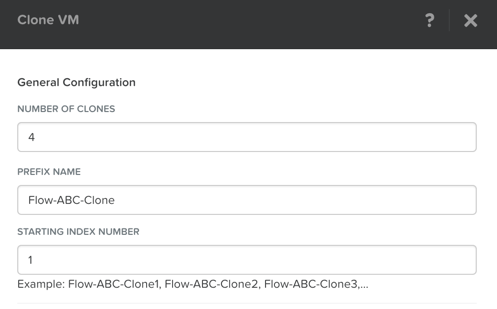 Clone VM
?
General Configuration
NUMBER OF CLONES
4
PREFIX NAME
Flow-ABC-Clone
STARTING INDEX NUMBER
1
Example: Flow-ABC-Clone1, Flow-ABC-Clone2, Flow-ABC-Clone3,...